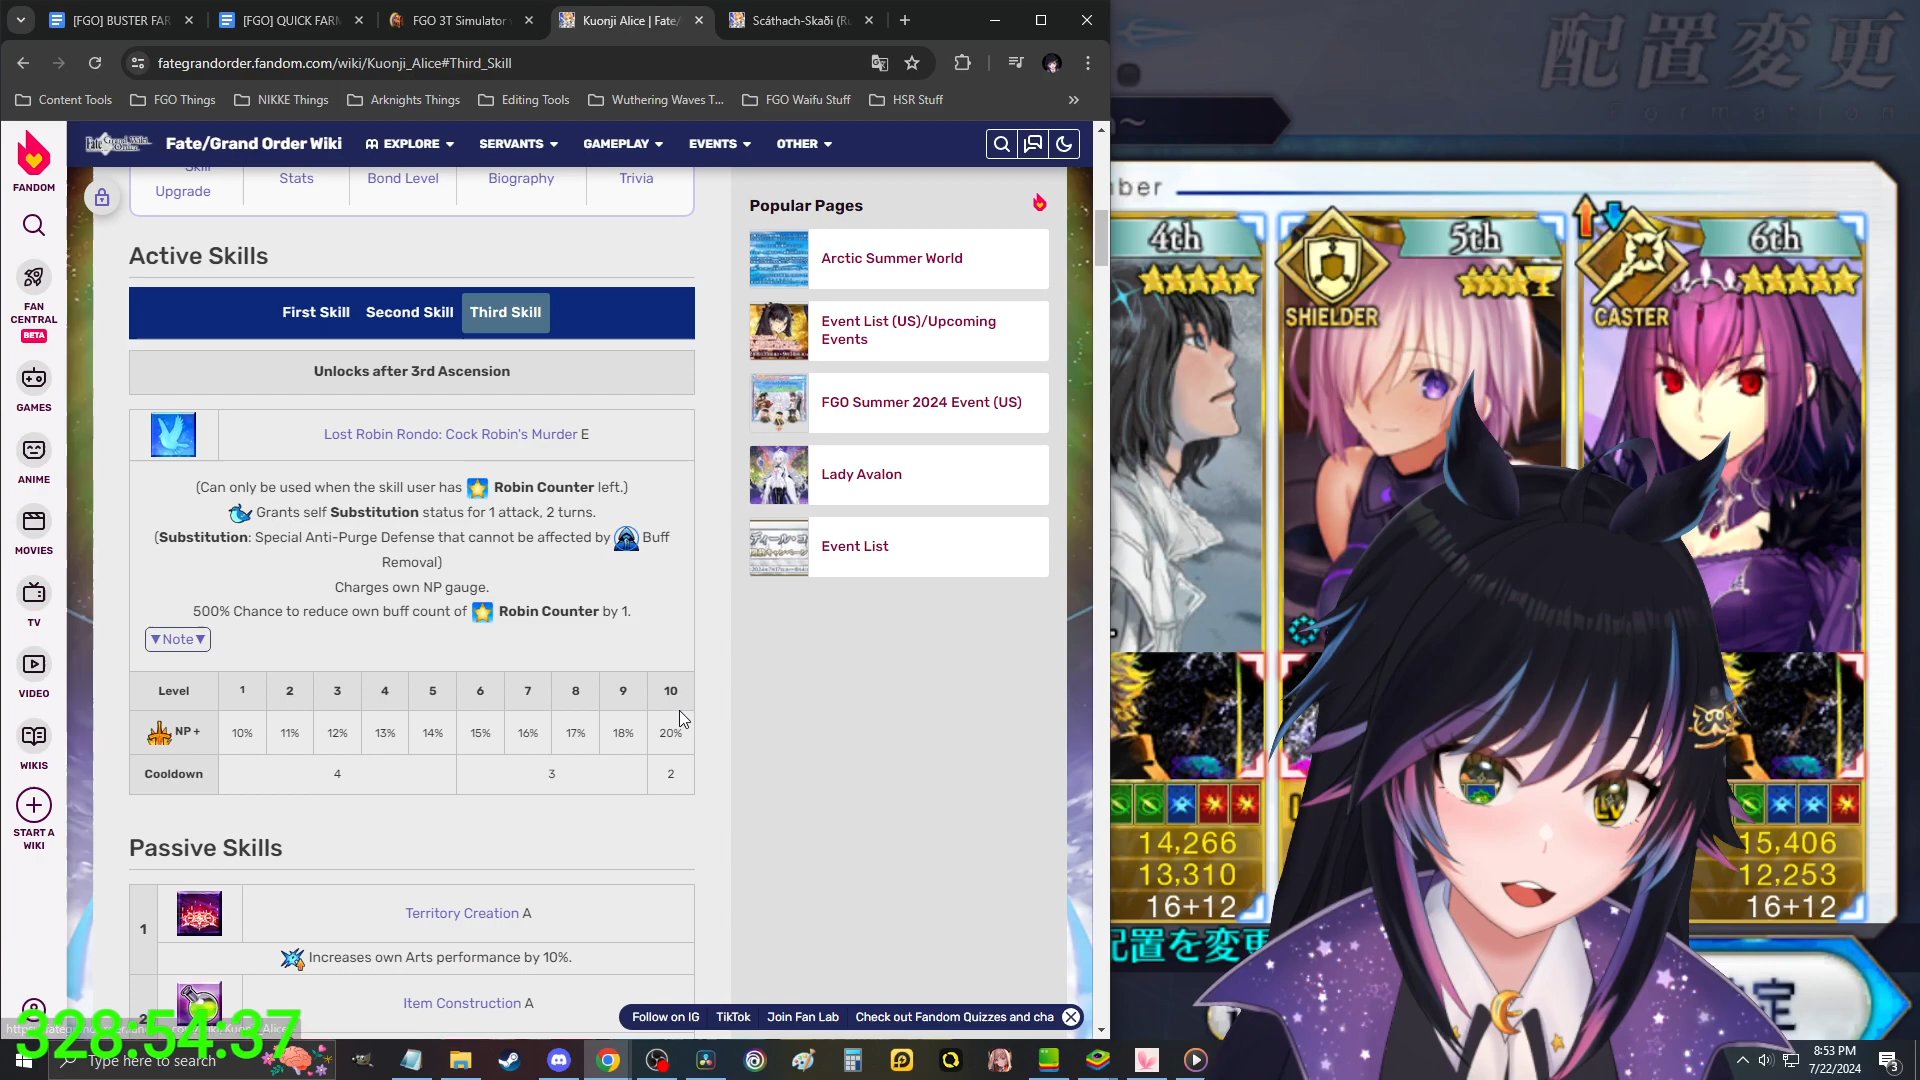 [FGO] BUSTER FAR
[FGO] QUICK FARM
FGO 3T Simulator
Kuonji Alice | Fate/
Scáthach-Skaði (Ru
fategrandorder.fandom.com/wiki/Kuonji_Alice#Third_Skill
Content Tools
FGO Things
NIKKE Things
Arknights Things
Editing Tools
Wuthering Waves T...
FGO Waifu Stuff
HSR Stuff
Fate/Grand Order Wiki
EXPLORE
SERVANTS
GAMEPLAY
EVENTS
OTHER
FANDOM
FAN CENTRAL
BETA
GAMES
ANIME
MOVIES
TV
VIDEO
WIKIS
START A WIKI
Skill Upgrade
Stats
Bond Level
Biography
Trivia
Active Skills
First Skill
Second Skill
Third Skill
Unlocks after 3rd Ascension
Lost Robin Rondo: Cock Robin's Murder E
(Can only be used when the skill user has Robin Counter left.)
Grants self Substitution status for 1 attack, 2 turns.
(Substitution: Special Anti-Purge Defense that cannot be affected by Buff
Removal)
Charges own NP gauge.
500% Chance to reduce own buff count of Robin Counter by 1.
▼Note▼
Level 1 2 3 4 5 6 7 8 9 10
NP + 10% 11% 12% 13% 14% 15% 16% 17% 18% 20%
Cooldown 4 3 2
Passive Skills
1
Territory Creation A
Increases own Arts performance by 10%.
2
Item Construction A
Popular Pages
Arctic Summer World
Event List (US)/Upcoming
Events
FGO Summer 2024 Event (US)
Lady Avalon
Event List
Follow on IG
TikTok
Join Fan Lab
Check out Fandom Quizzes and cha
328:54:37
Type here to search
8:53 PM
7/22/2024
3
配置変更
ber
4th
5th
6th
SHIELDER
CASTER
14,266
13,310
16+12
15,406
12,253
16+12
配置を変更
定